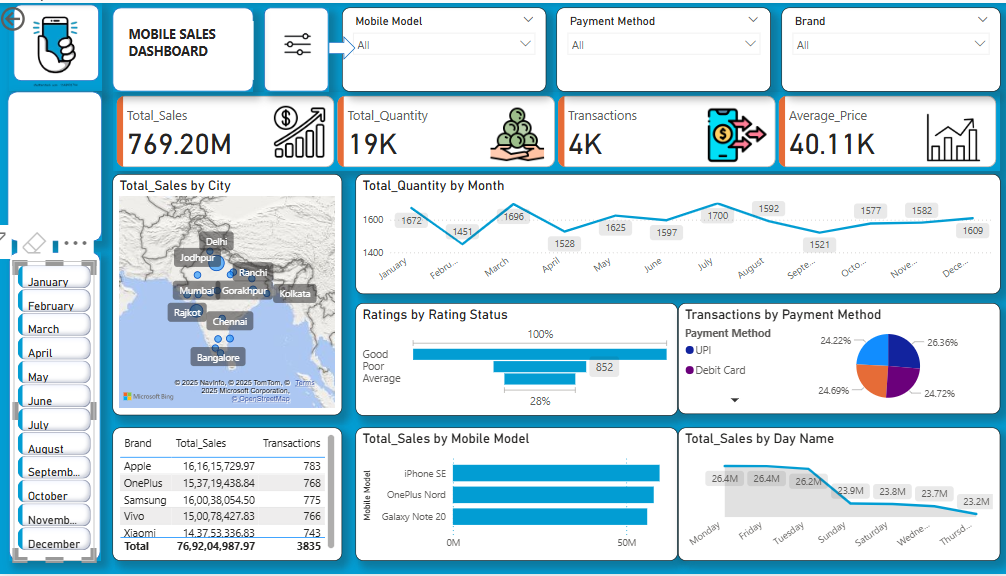 MOBILE SALES
DASHBOARD
Mobile Model
All
Payment Method
All
Brand
All
Total_Sales
769.20M
Total_Quantity
19K
Transactions
4K
Average_Price
40.11K
January
February
March
April
May
June
July
August
Septemb...
October
Novemb...
December
Total_Sales by City
Delhi
Jodhpur
Ranchi
Mumbai
Gorakhpur
Kolkata
Rajkot
Chennai
Bangalore
© 2025 NavInfo, © 2025 TomTom, © Terms
2025 Microsoft Corporation,
© OpenStreetMap
Microsoft Bing
Total_Quantity by Month
1600
1400
1672
1451
1696
1528
1625
1597
1700
1592
1521
1577
1582
1609
January
Febru...
March
April
May
June
July
August
Septe...
Octo...
Nove...
Dece...
Ratings by Rating Status
100%
Good
Poor
Average
852
28%
Transactions by Payment Method
Payment Method
UPI
Debit Card
24.22%
26.36%
24.69%
24.72%
Brand Total_Sales Transactions
Apple 16,16,15,729.97 783
OnePlus 15,37,19,438.84 768
Samsung 16,00,38,054.50 775
Vivo 15,00,78,427.83 766
Xiaomi 14,37,53,336.83 743
Total 76,92,04,987.97 3835
Total_Sales by Mobile Model
Mobile Model
iPhone SE
OnePlus Nord
Galaxy Note 20
0M
50M
Total_Sales by Day Name
26.4M
26.4M
26.2M
23.9M
23.8M
23.7M
23.2M
Monday
Friday
Tuesday
Sunday
Saturday
Wedne...
Thursd...